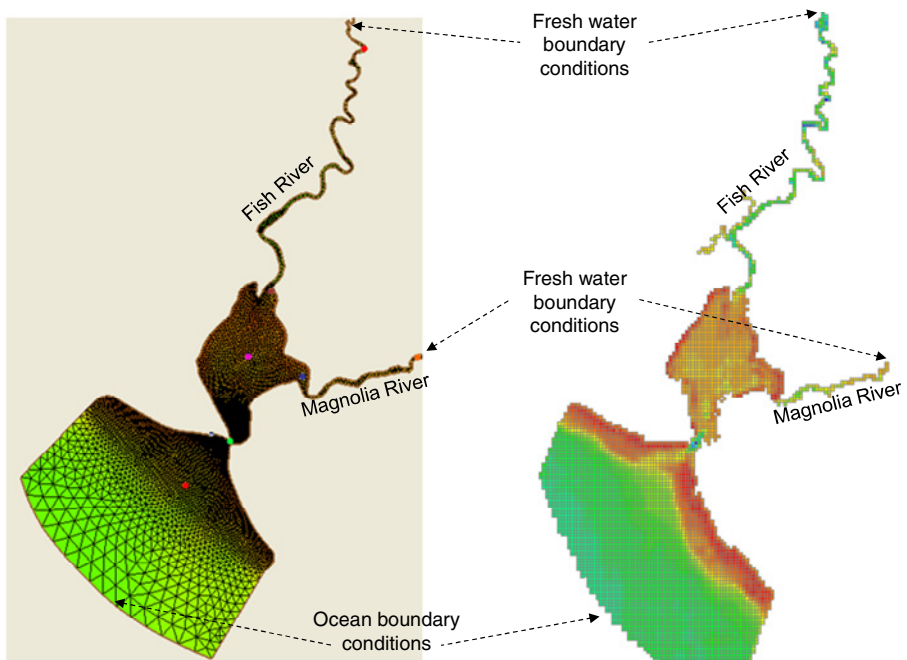 Fresh water
boundary
conditions
Fish River
Fish River
Fresh water
boundary
conditions
Magnolia River
Magnolia River
Ocean boundary
conditions